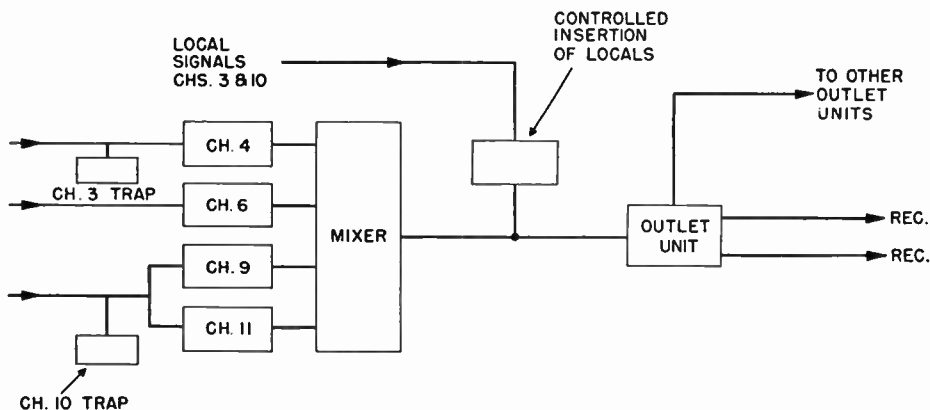 CONTROLLED
INSERTION
OF LOCALS
LOCAL
SIGNALS
CHS. 3 & 10
TO OTHER
OUTLET
UNITS
CH. 4
CH. 3 TRAP
CH. 6
MIXER
OUTLET
UNIT
REC.
REC.
CH. 9
CH. 11
CH. 10 TRAP